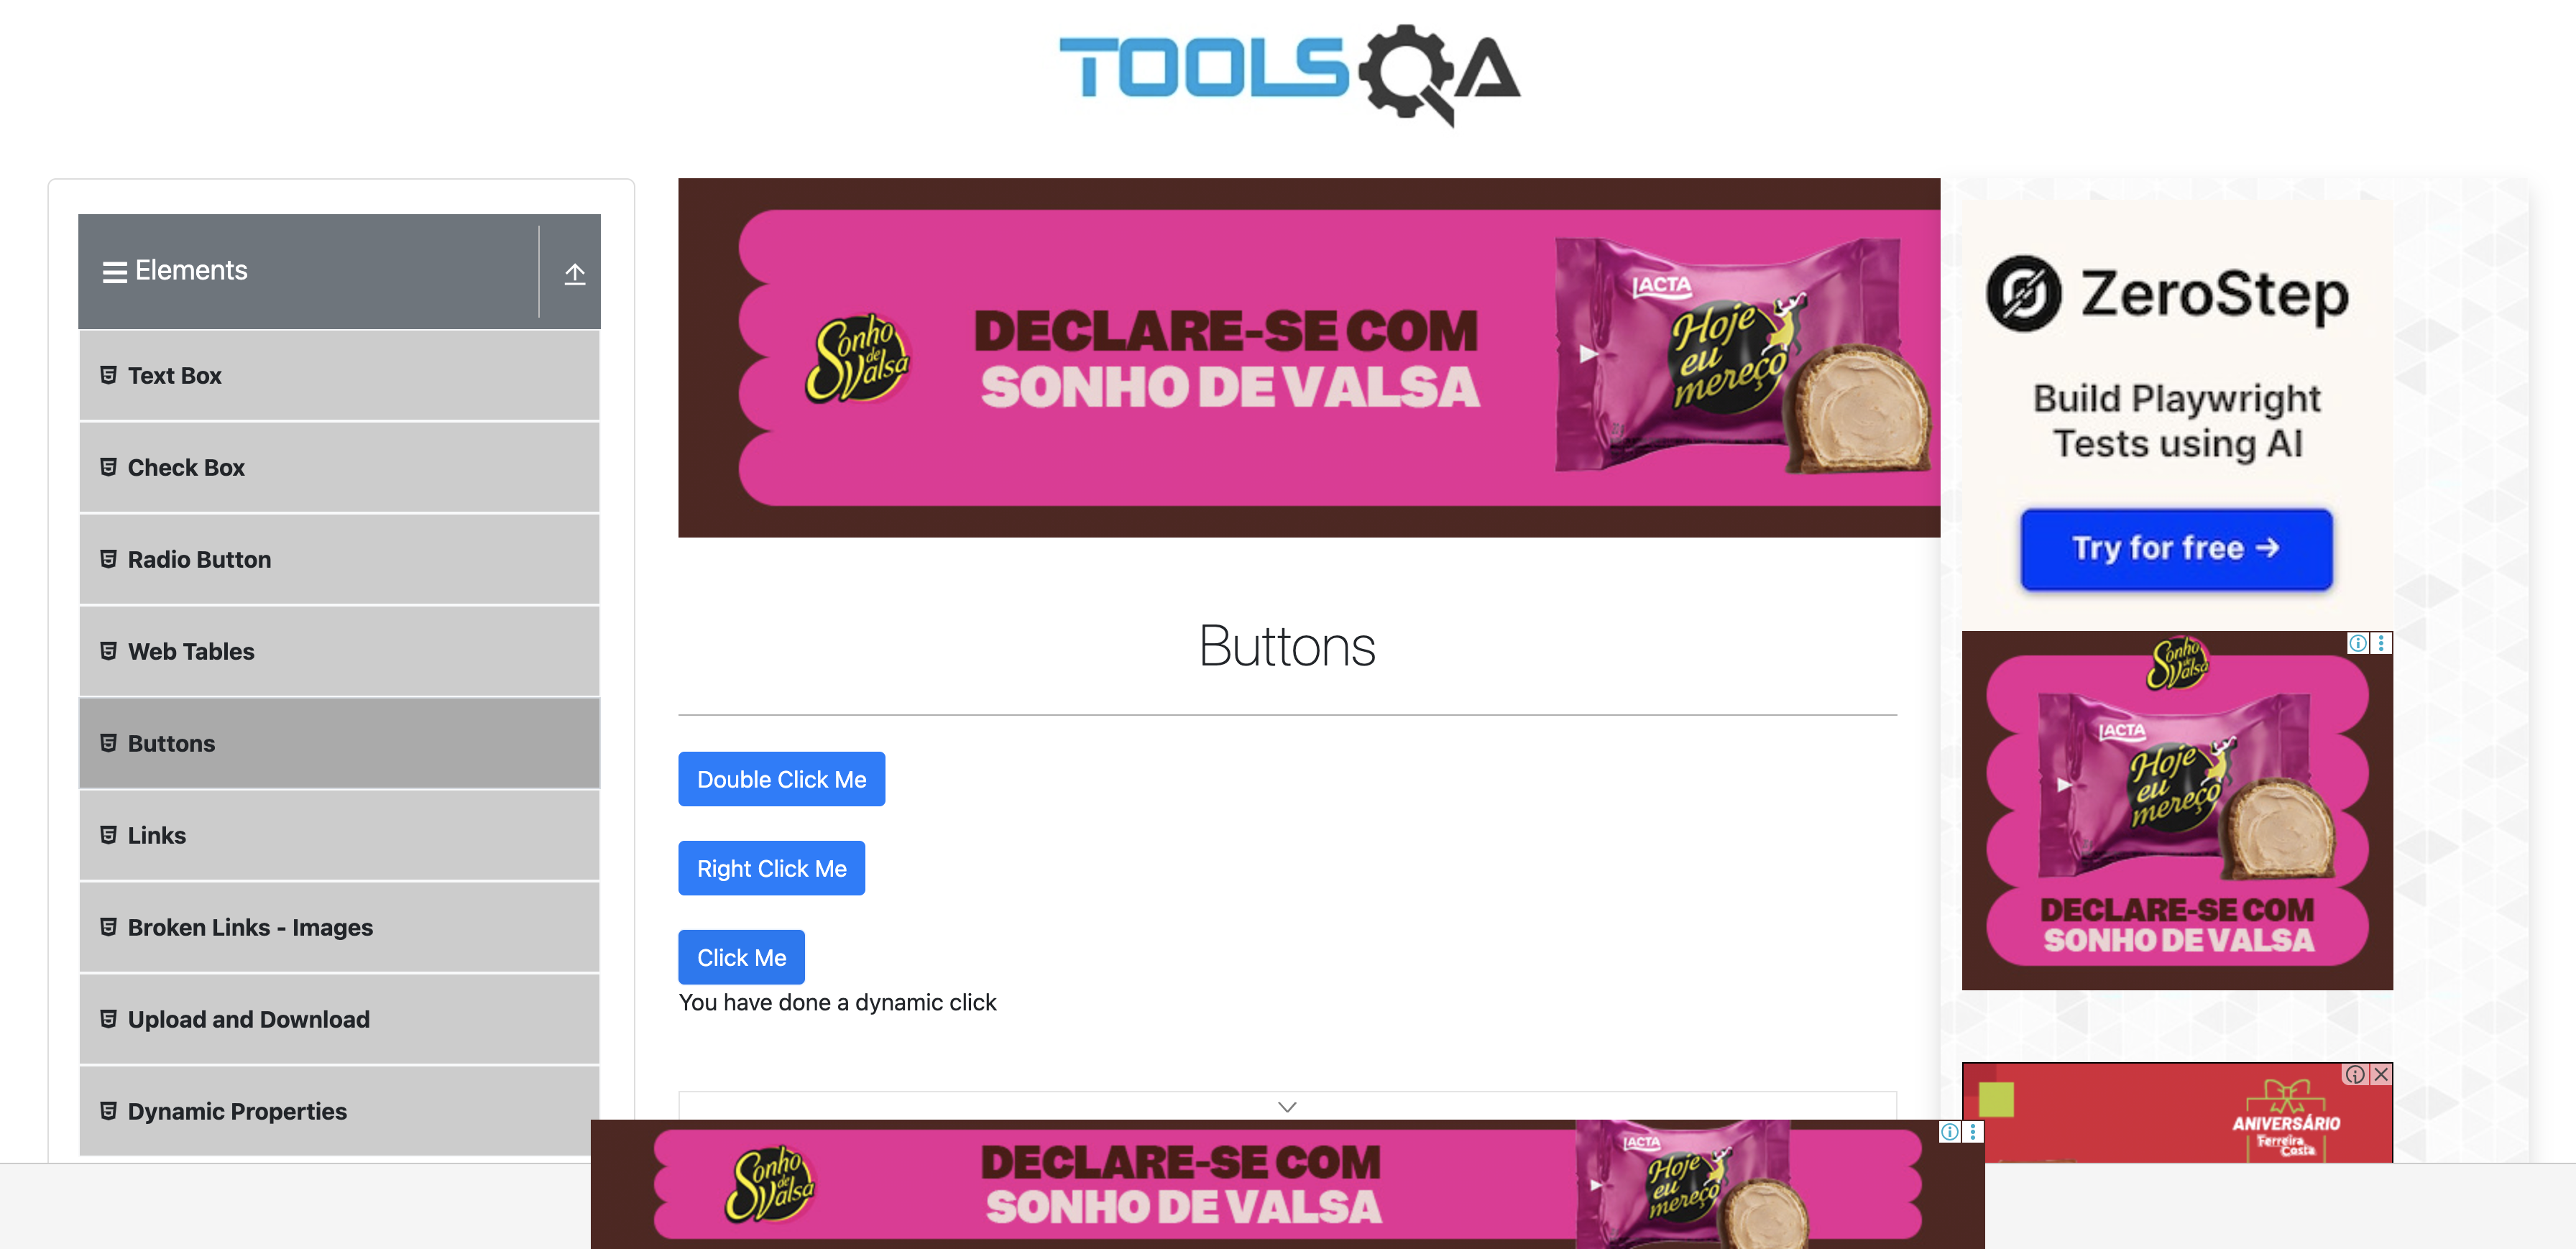 TOOLSQA
Elements
Text Box
Check Box
Radio Button
Web Tables
Buttons
Links
Broken Links - Images
Upload and Download
Dynamic Properties
Sonho
de
Valsa
DECLARE-SE COM
SONHO DE VALSA
LACTA
Hoje
eu
mereço
Buttons
Double Click Me
Right Click Me
Click Me
You have done a dynamic click
ZeroStep
Build Playwright
Tests using AI
Try for free →
Sonho
de
Valsa
LACTA
Hoje
eu
mereço
DECLARE-SE COM
SONHO DE VALSA
ANIVERSÁRIO
Ferreira
Costa
Sonho
de
Valsa
DECLARE-SE COM
SONHO DE VALSA
LACTA
Hoje
eu
mereço